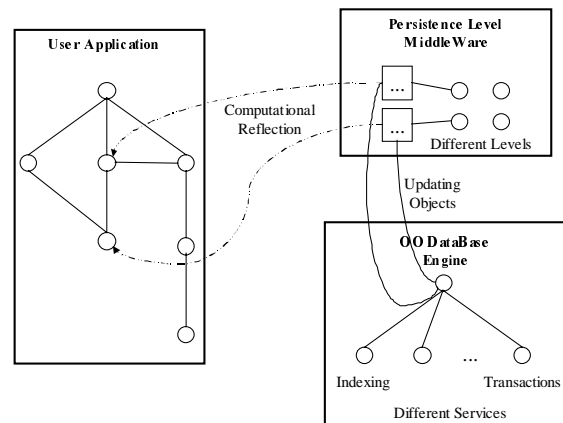 User Application
Persistence Level
MiddleWare
...
...
Different Levels
Computational
Reflection
Updating
Objects
OO DataBase
Engine
...
Indexing
Transactions
Different Services